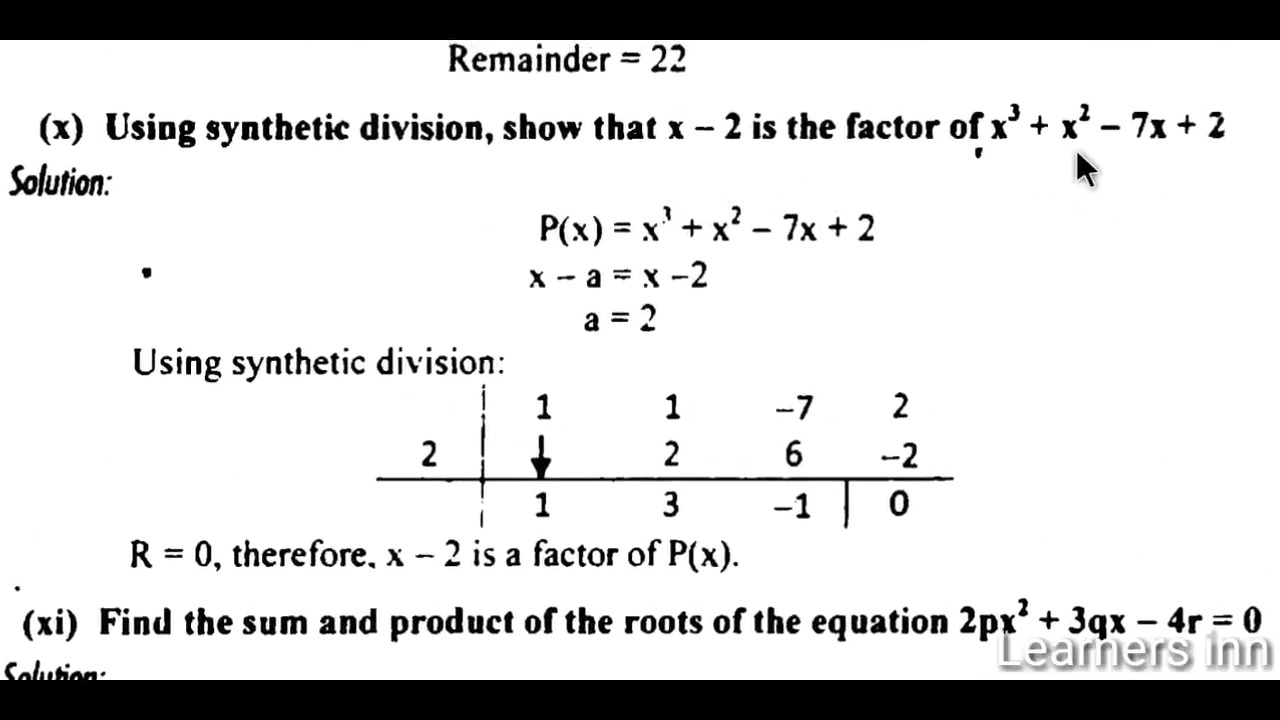 Remainder = 22
(x) Using synthetic division, show that x – 2 is the factor of x³ + x² – 7x + 2
Solution:
P(x) = x³ + x² – 7x + 2
x – a = x –2
a = 2
Using synthetic division:
1 1 –7 2
2 2 6 –2
1 3 –1 0
R = 0, therefore, x – 2 is a factor of P(x).
(xi) Find the sum and product of the roots of the equation 2px² + 3qx – 4r = 0
Learners Inn
Solution: